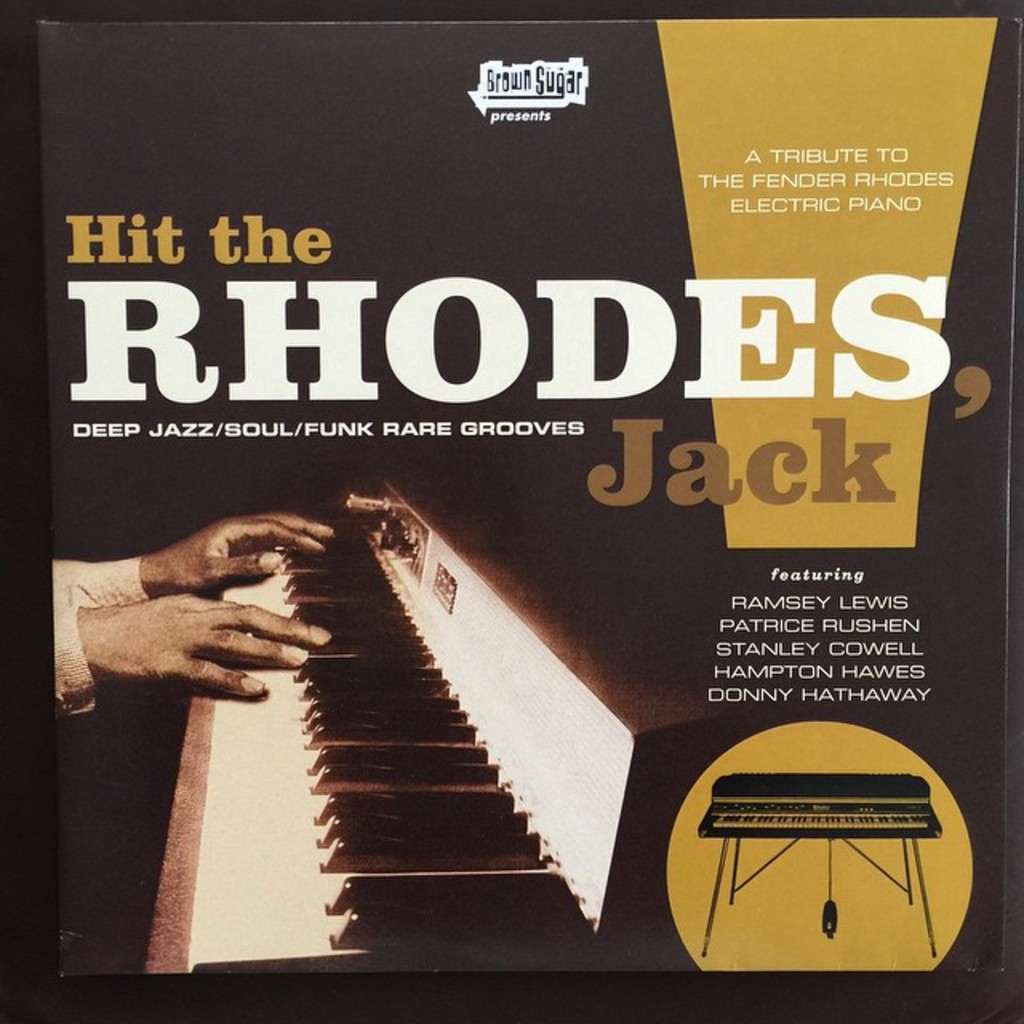 Brown Sugar
presents
A TRIBUTE TO
THE FENDER RHODES
ELECTRIC PIANO
Hit the
RHODES,
DEEP JAZZ/SOUL/FUNK RARE GROOVES
Jack
featuring
RAMSEY LEWIS
PATRICE RUSHEN
STANLEY COWELL
HAMPTON HAWES
DONNY HATHAWAY